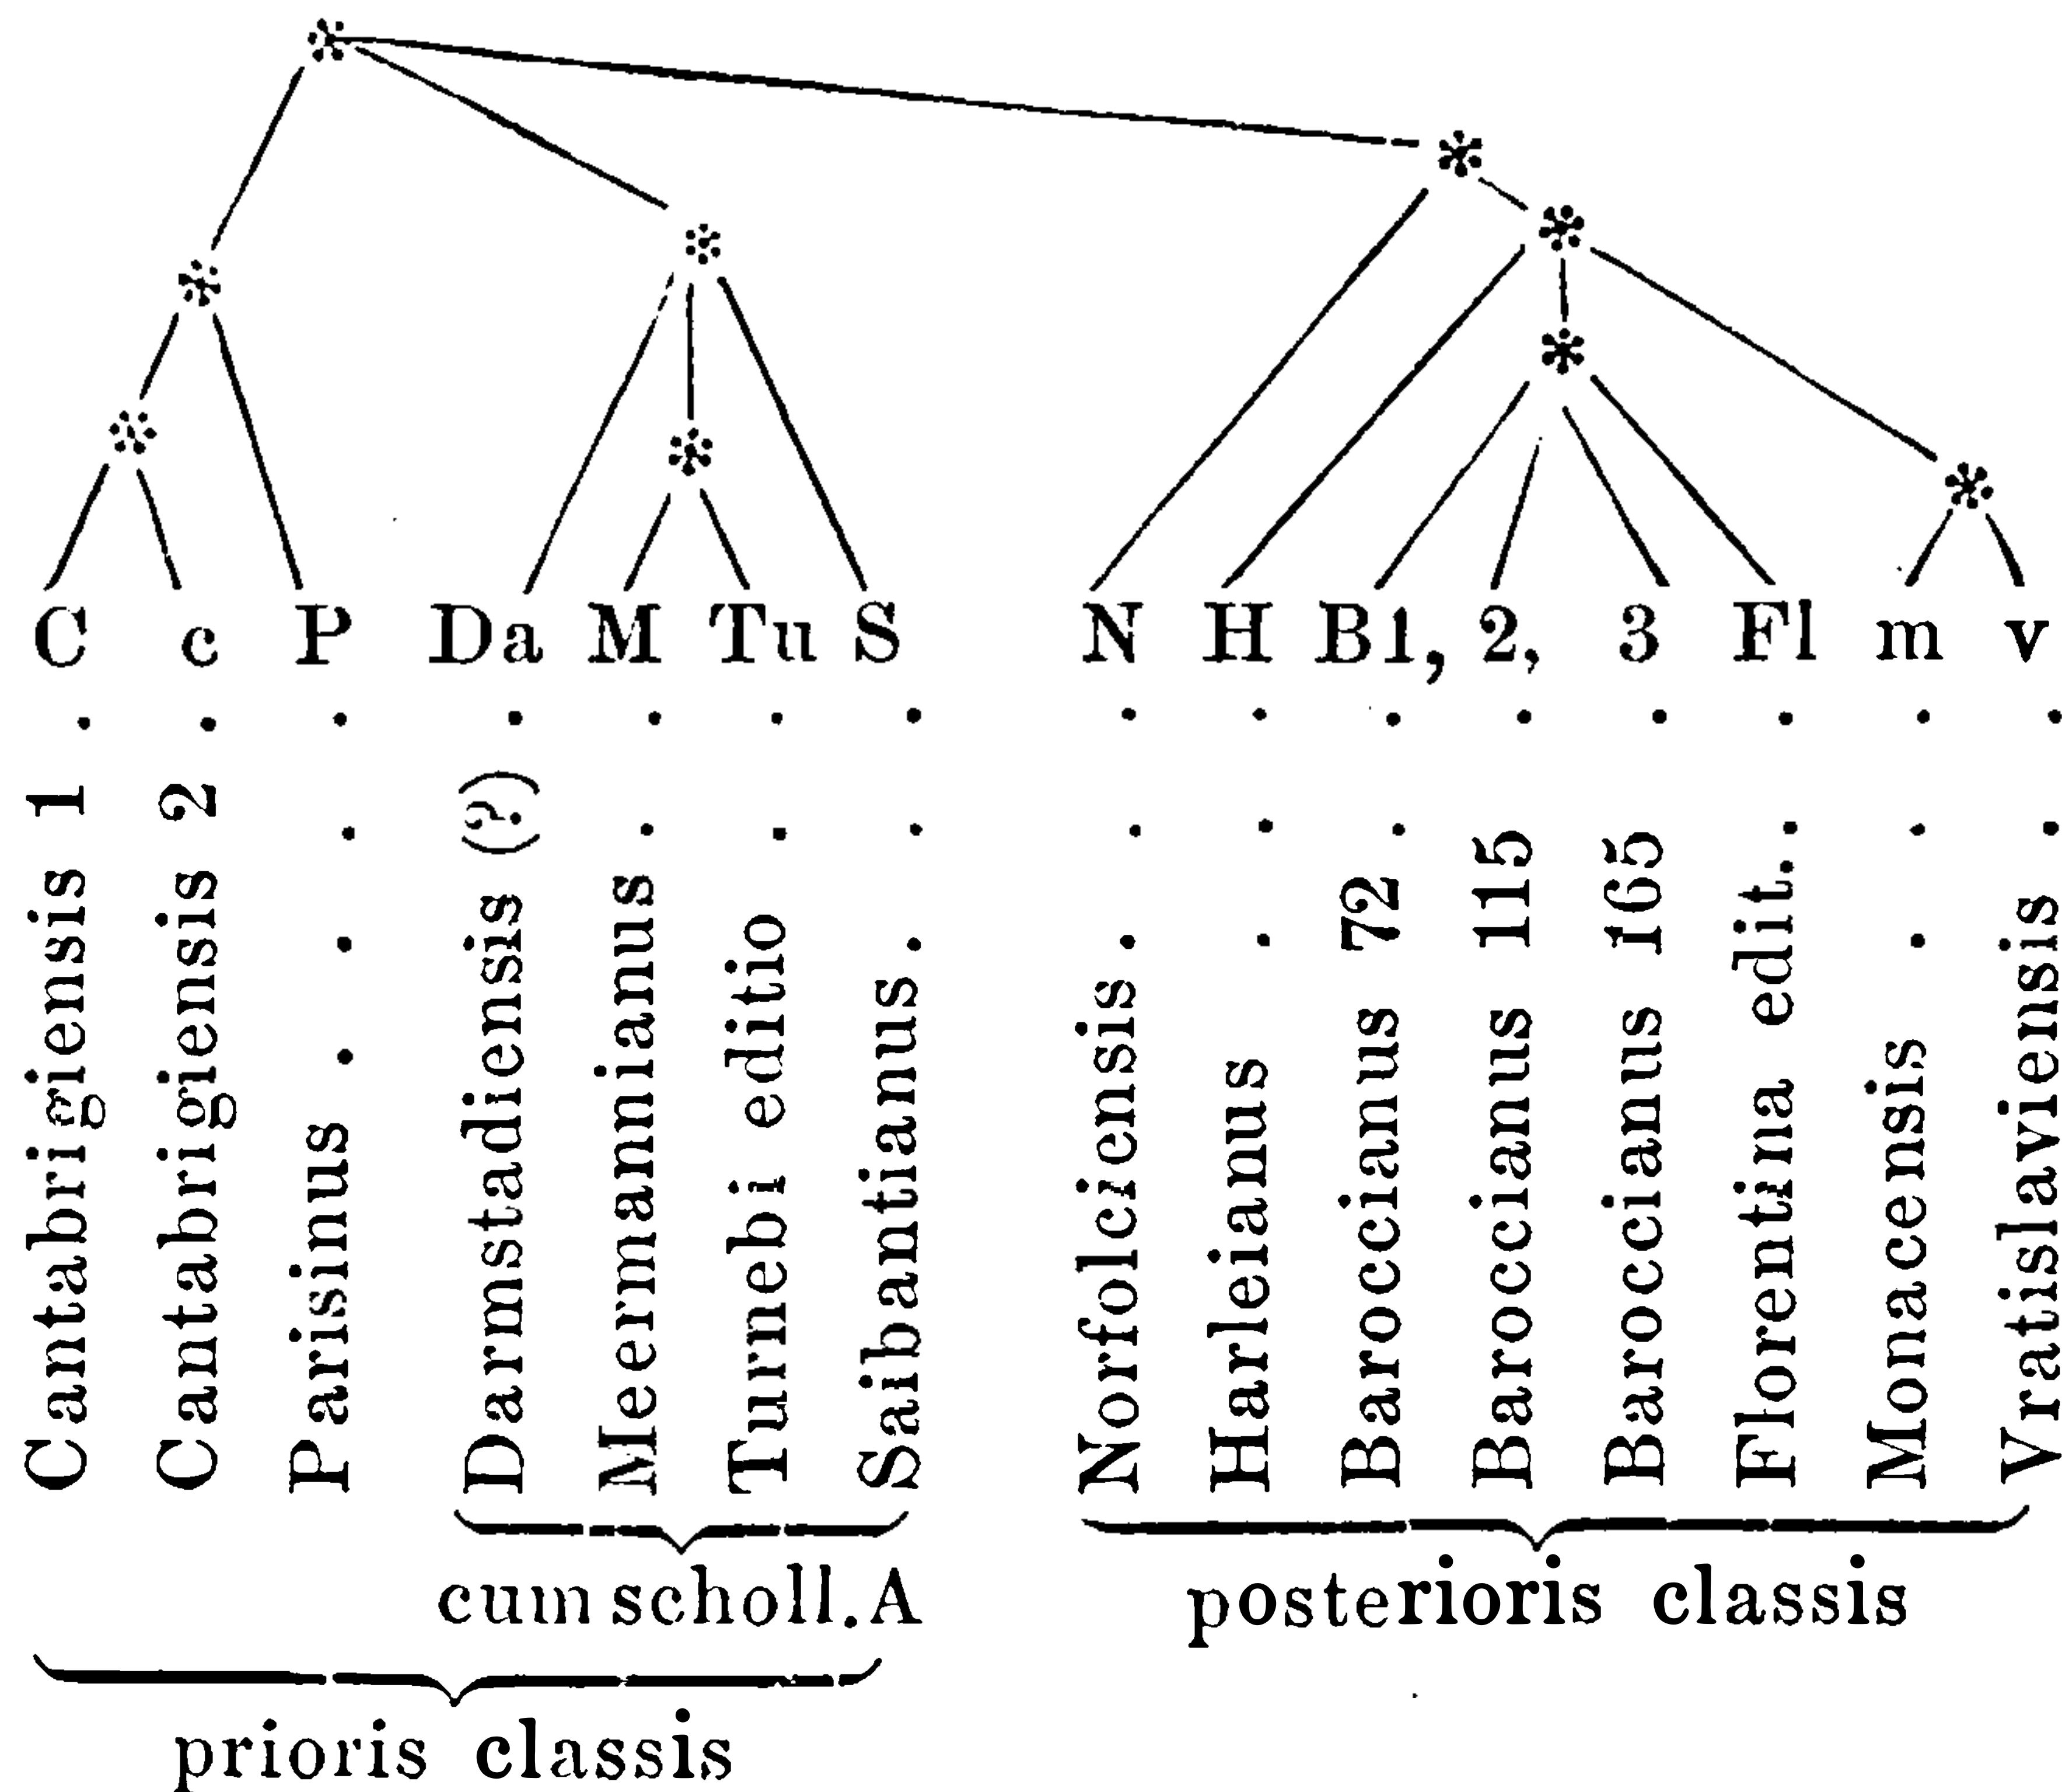 C c P Da M Tu S N H B1, 2, 3 Fl m v
Cantabrigiensis 1 .
Cantabrigiensis 2 .
Parisinus . . . .
Darmstadiensis (?) .
Meermannianus . .
Turnebi editio . .
Saibantianus . . .
Norfolciensis . . .
Harleianus . . .
Baroccianus 72 . .
Baroccianus 115 .
Baroccianus 165 .
Florentina edit. . .
Monacensis . . .
Vratislaviensis . .
cum scholl. A
posterioris classis
prioris classis